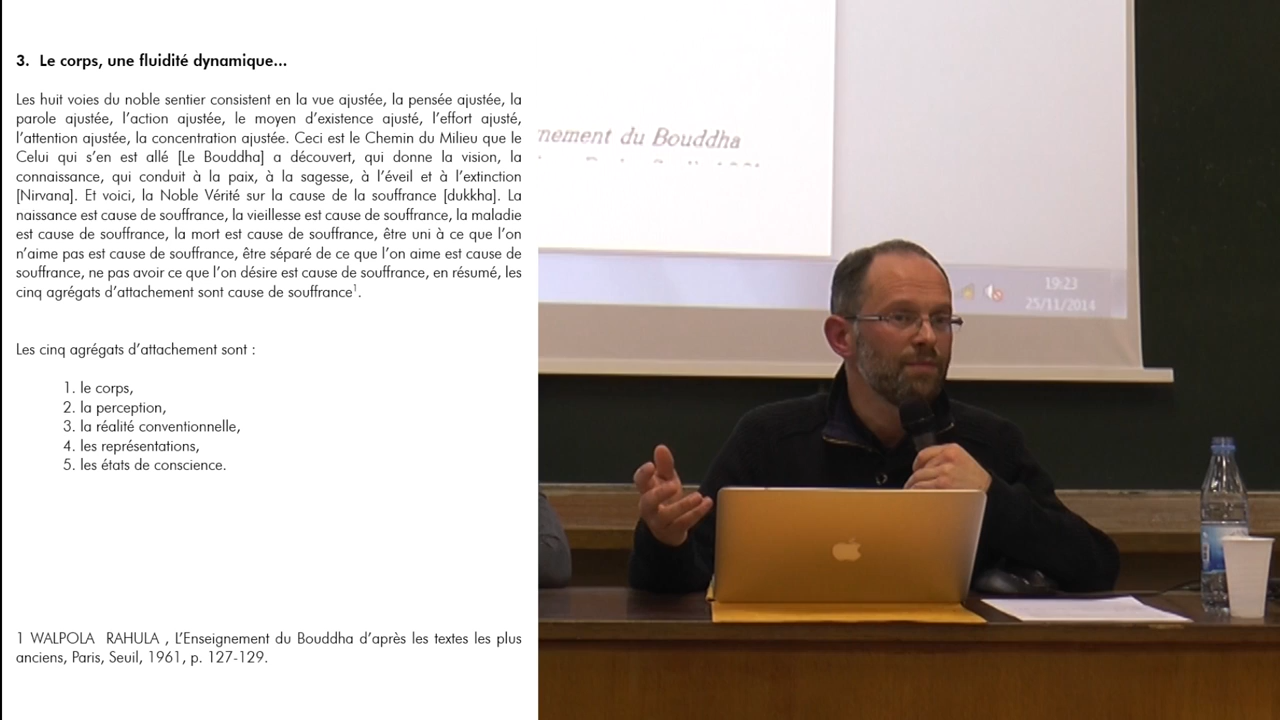 3. Le corps, une fluidité dynamique...
Les huit voies du noble sentier consistent en la vue ajustée, la pensée ajustée, la
parole ajustée, l'action ajustée, le moyen d'existence ajusté, l'effort ajusté,
l'attention ajustée, la concentration ajustée. Ceci est le Chemin du Milieu que le
Celui qui s'en est allé [Le Bouddha] a découvert, qui donne la vision, la
connaissance, qui conduit à la paix, à la sagesse, à l'éveil et à l'extinction
[Nirvana]. Et voici, la Noble Vérité sur la cause de la souffrance [dukkha]. La
naissance est cause de souffrance, la vieillesse est cause de souffrance, la maladie
est cause de souffrance, la mort est cause de souffrance, être uni à ce que l'on
n'aime pas est cause de souffrance, être séparé de ce que l'on aime est cause de
souffrance, ne pas avoir ce que l'on désire est cause de souffrance, en résumé, les
cinq agrégats d'attachement sont cause de souffrance¹.
Les cinq agrégats d'attachement sont :
1. le corps,
2. la perception,
3. la réalité conventionnelle,
4. les représentations,
5. les états de conscience.
1 WALPOLA RAHULA , L'Enseignement du Bouddha d'après les textes les plus
anciens, Paris, Seuil, 1961, p. 127-129.
nement du Bouddha
19:23
25/11/2014